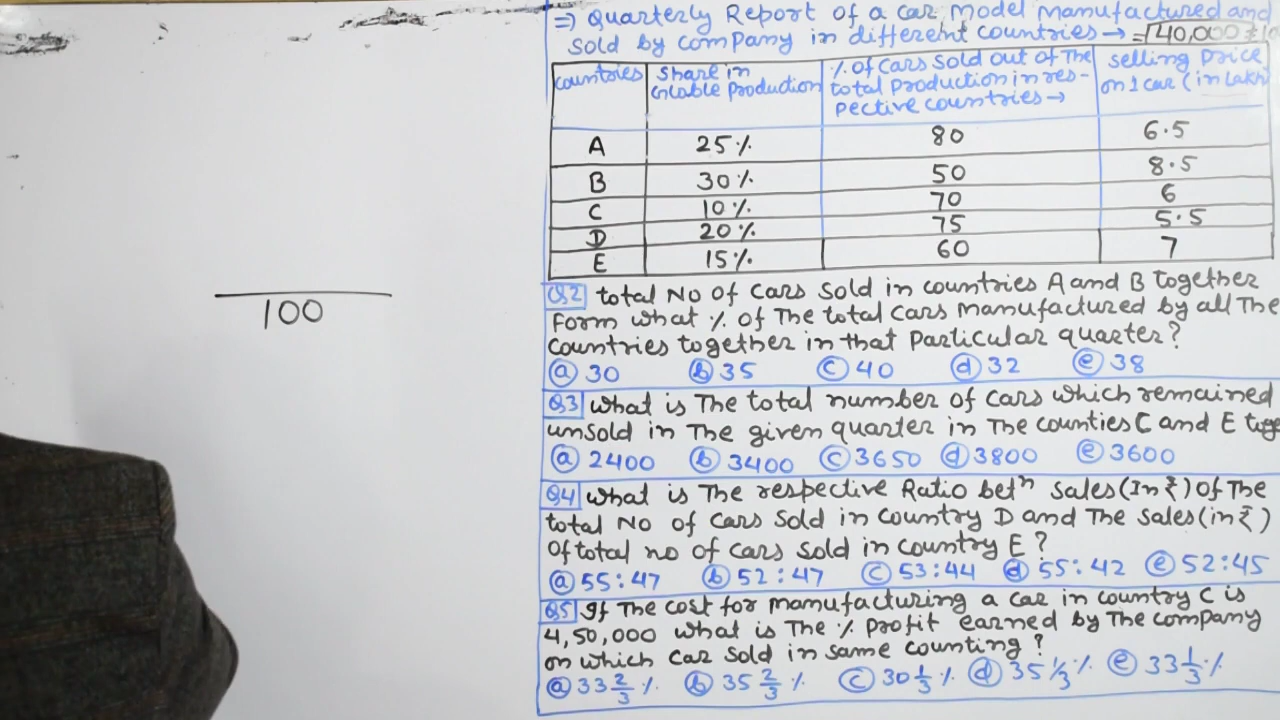 ⇒ Quarterly Report of a car model manufactured and
sold by company in different countries → = 40,000
countries | share in Global production | % of cars sold out of The total production in respective countries → | selling price on 1 car (in Lakh
A 25% 80 6.5
B 30% 50 8.5
C 10% 70 6
D 20% 75 5.5
E 15% 60 7
100
Q2 total No of cars sold in countries A and B together
Form what % of The total cars manufactured by all The
countries together in that particular quarter?
(a) 30 (b) 35 (c) 40 (d) 32 (e) 38
Q3 what is The total number of cars which remained
unsold in The given quarter in The counties C and E toge
(a) 2400 (b) 3400 (c) 3650 (d) 3800 (e) 3600
Q4 what is The respective Ratio betⁿ sales (In ₹) of The
total No of cars sold in country D and The sales (in ₹)
of total no of cars sold in country E?
(a) 55:47 (b) 52:47 (c) 53:44 (d) 55:42 (e) 52:45
Q5 If The cost for manufacturing a car in country C is
4,50,000 what is The % profit earned by The company
on which car sold in same counting?
(a) 33 2/3 % (b) 35 2/3 % (c) 30 1/3 % (d) 35 1/3 % (e) 33 1/3 %